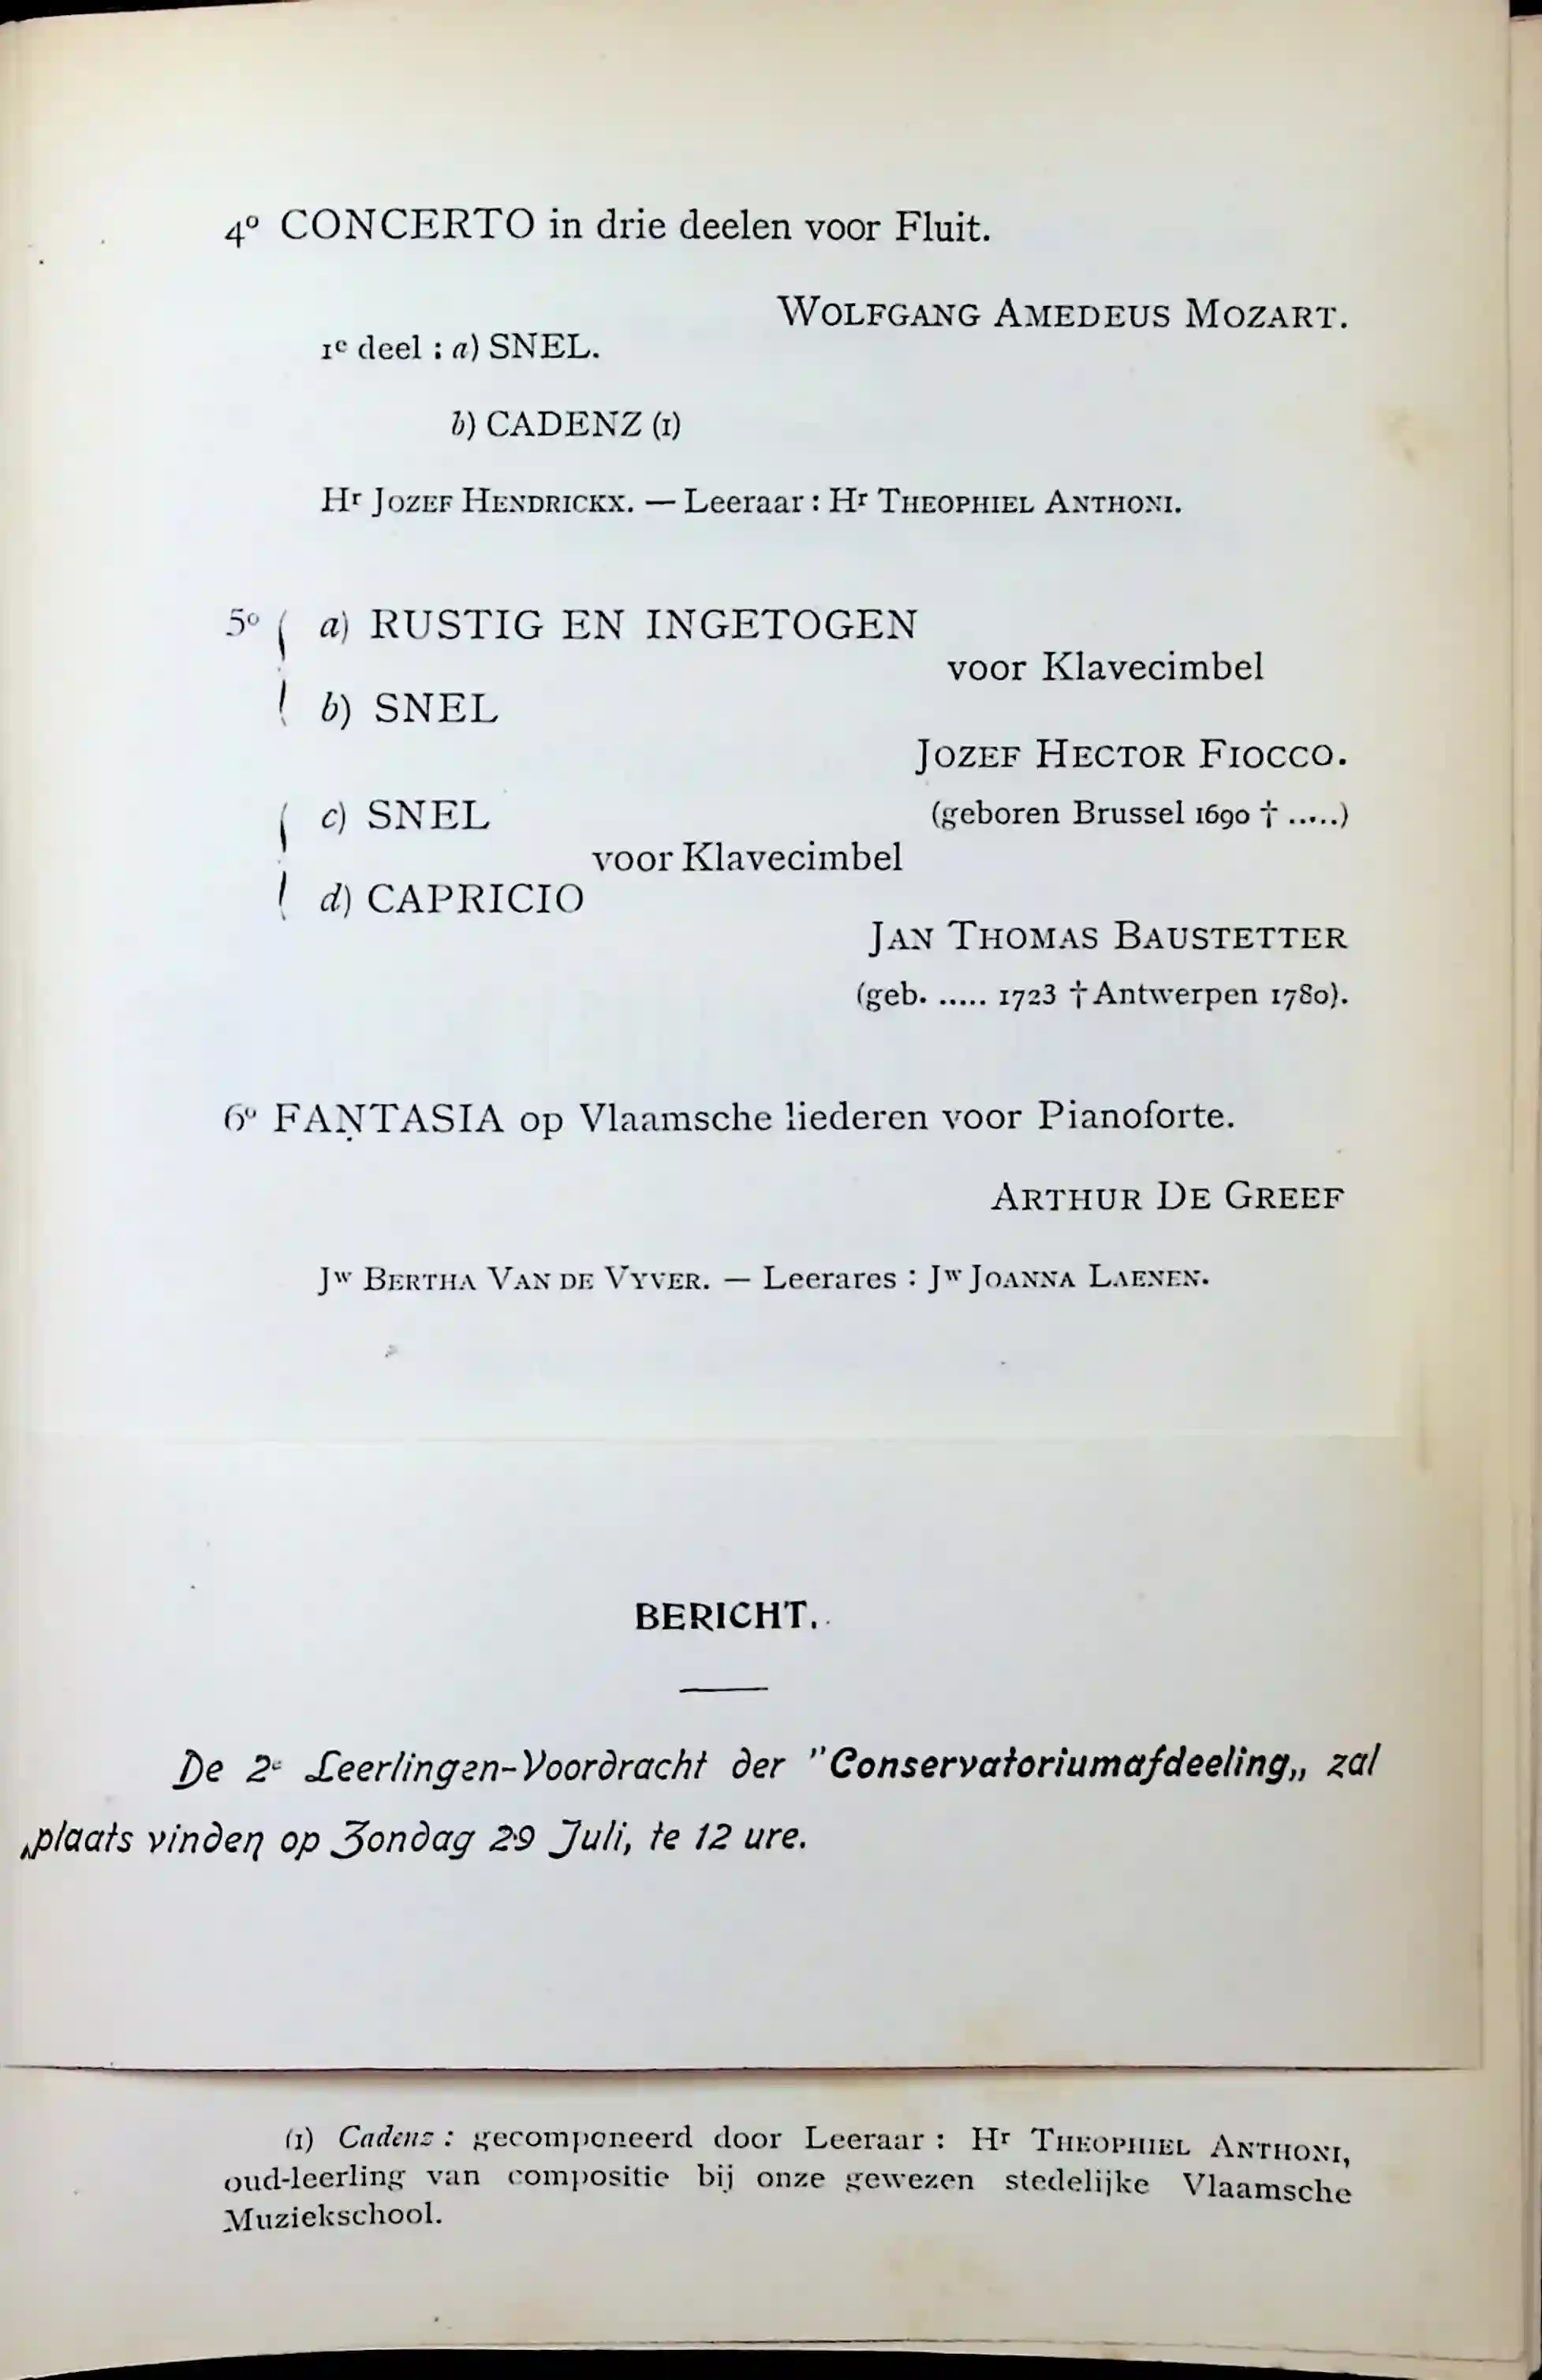 4º CONCERTO in drie deelen voor Fluit.
WOLFGANG AMEDEUS MOZART.
1e deel : a) SNEL.
b) CADENZ (1)
Hr JOZEF HENDRICKX. — Leeraar : Hr THEOPHIEL ANTHONI.
5º ( a) RUSTIG EN INGETOGEN
voor Klavecimbel
b) SNEL
JOZEF HECTOR FIOCCO.
(geboren Brussel 1690 † .....)
( c) SNEL
voor Klavecimbel
d) CAPRICIO
JAN THOMAS BAUSTETTER
(geb. ..... 1723 † Antwerpen 1780).
6º FANTASIA op Vlaamsche liederen voor Pianoforte.
ARTHUR DE GREEF
Jw BERTHA VAN DE VYVER. — Leerares : Jw JOANNA LAENEN.
BERICHT.
De 2e Leerlingen-Voordracht der "Conservatoriumafdeeling„ zal
plaats vinden op Zondag 29 Juli, te 12 ure.
(1) Cadenz : gecomponeerd door Leeraar : Hr THEOPHIEL ANTHONI,
oud-leerling van compositie bij onze gewezen stedelijke Vlaamsche
Muziekschool.